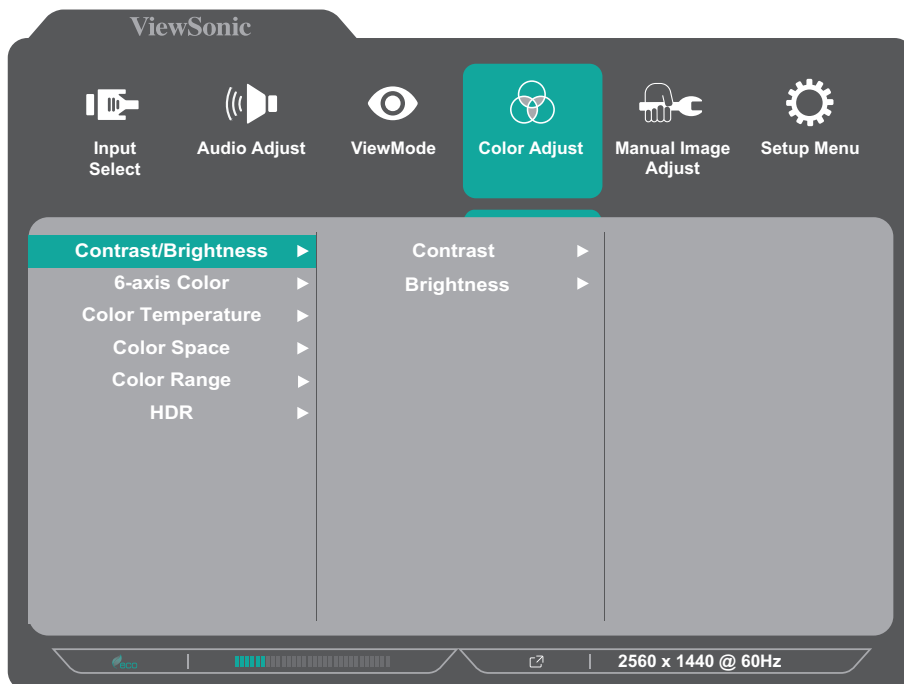 ViewSonic
Input
Select
Audio Adjust
ViewMode
Color Adjust
Manual Image
Adjust
Setup Menu
Contrast/Brightness
6-axis Color
Color Temperature
Color Space
Color Range
HDR
Contrast
Brightness
eco
2560 x 1440 @ 60Hz